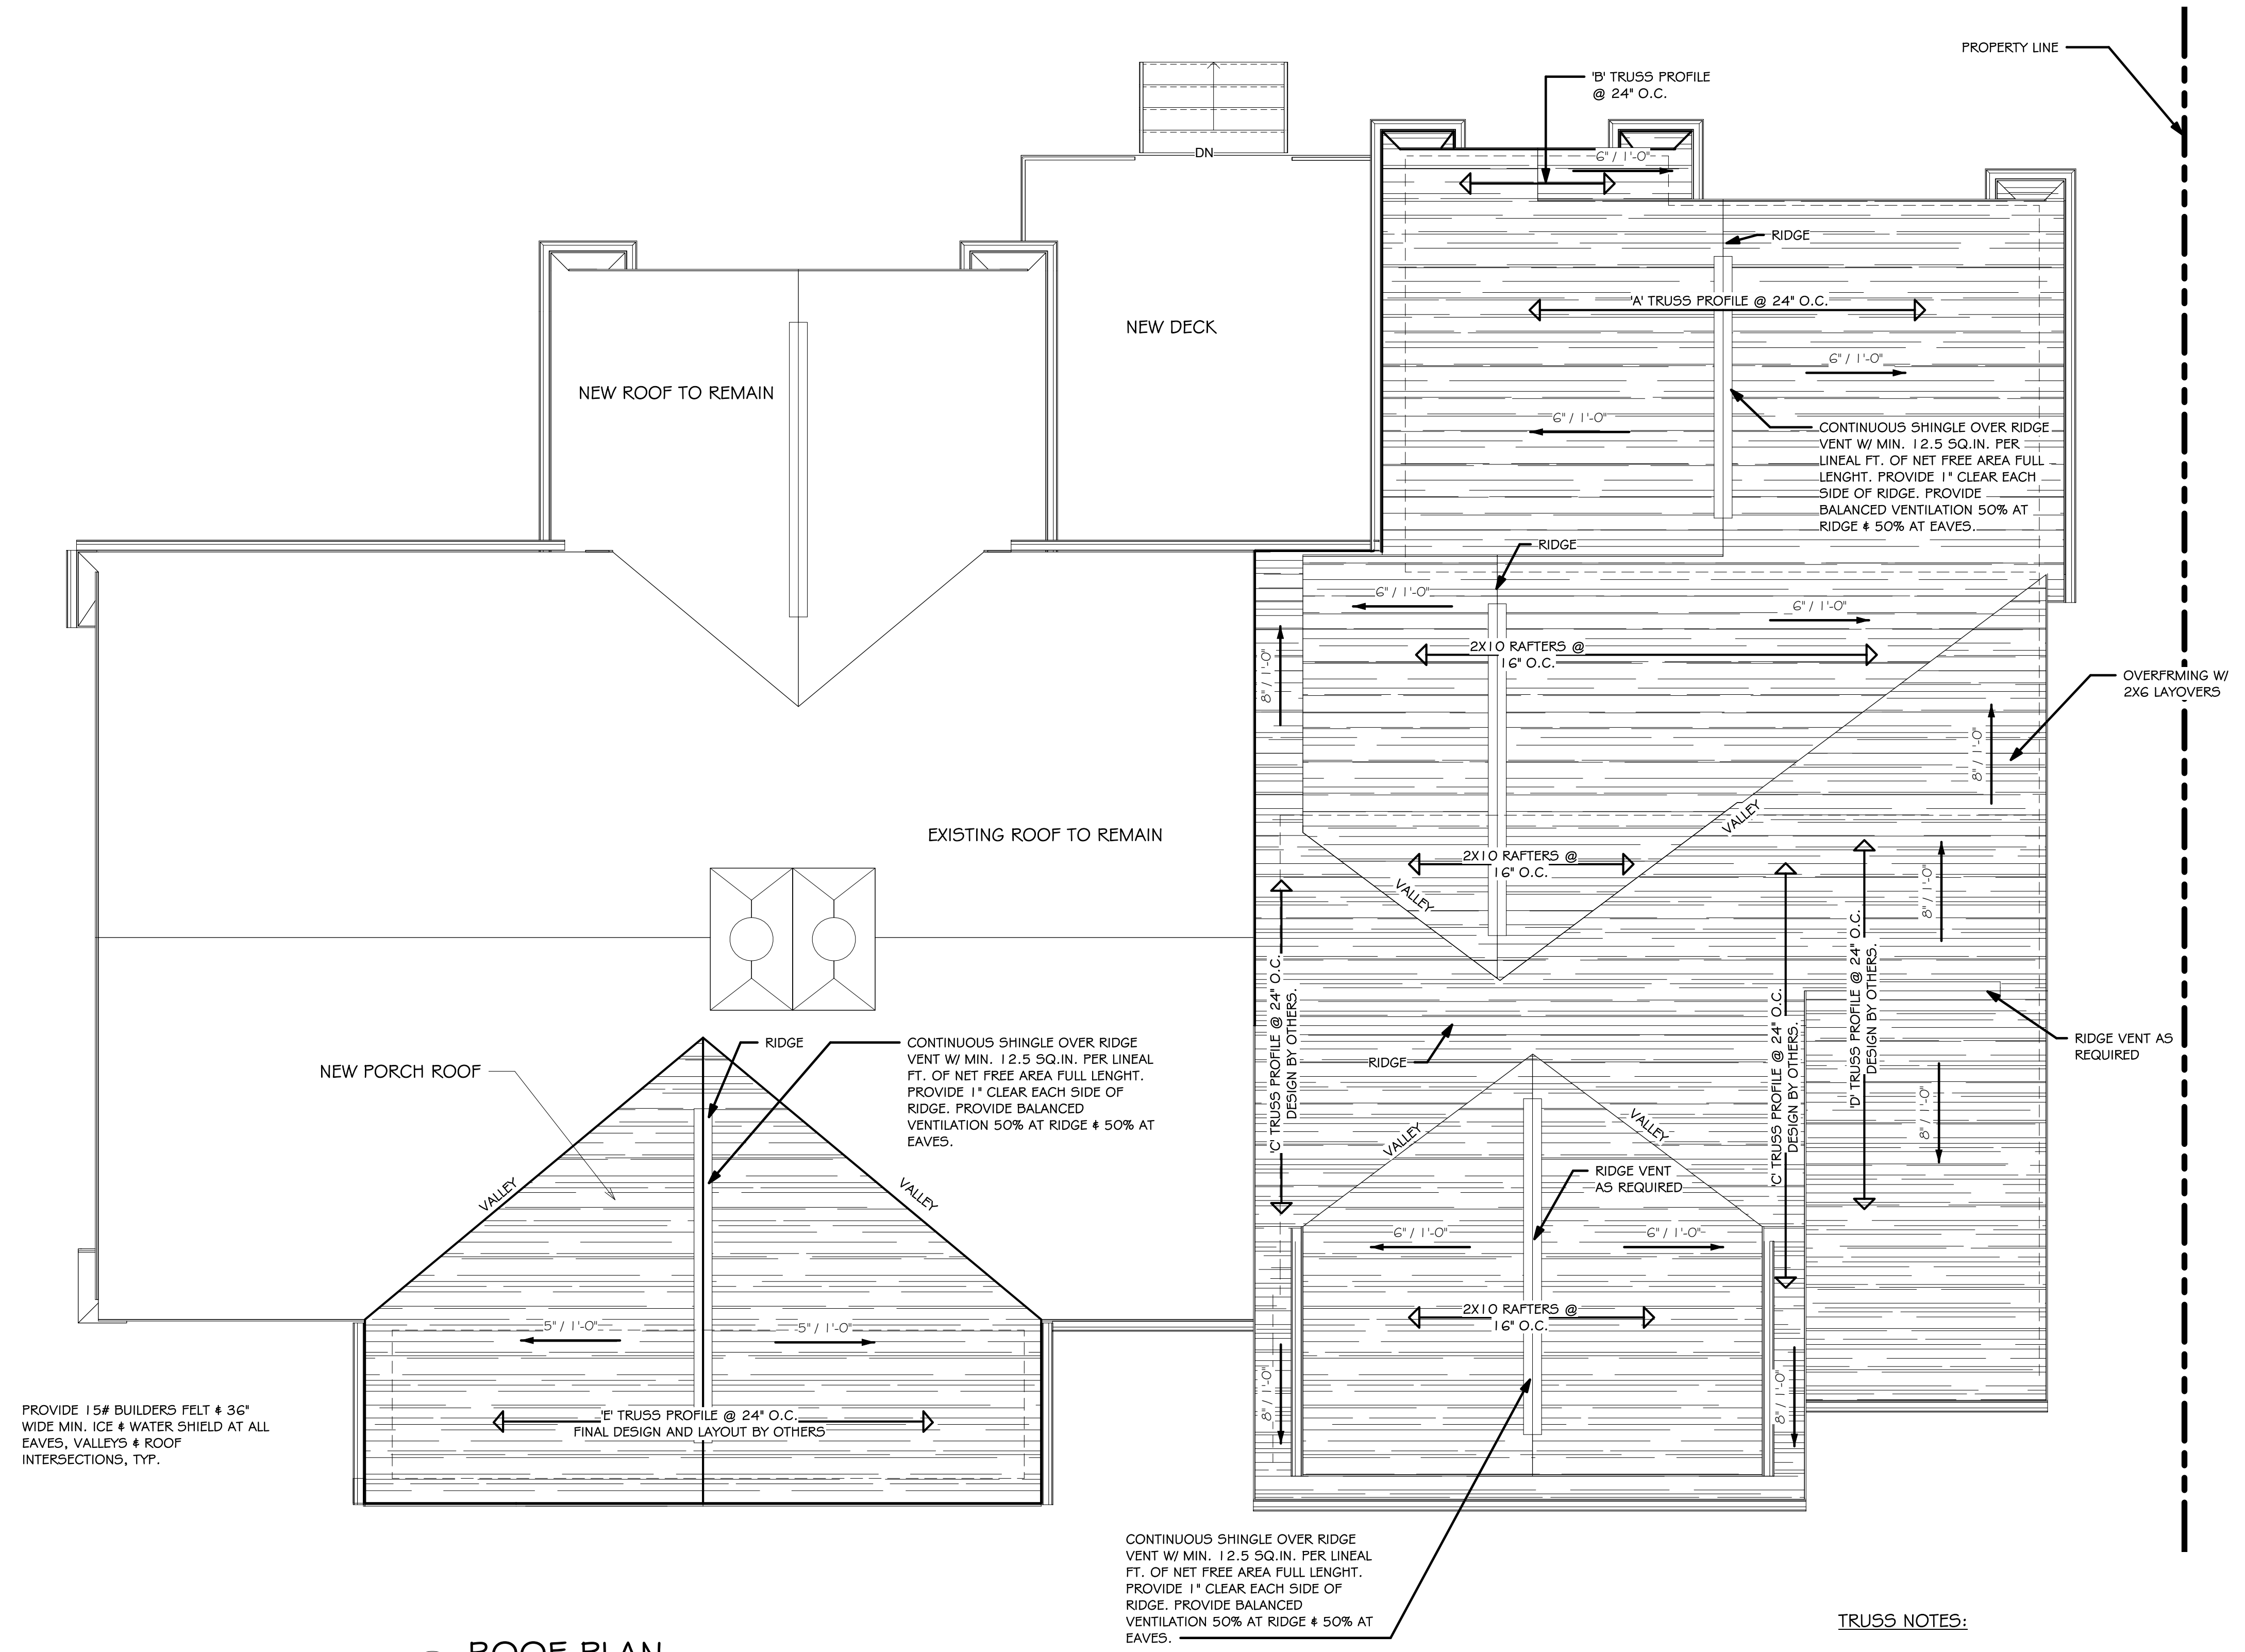 PROPERTY LINE
'B' TRUSS PROFILE
@ 24" O.C.
DN
6" / 1'-0"
RIDGE
'A' TRUSS PROFILE @ 24" O.C.
6" / 1'-0"
NEW DECK
NEW ROOF TO REMAIN
6" / 1'-0"
CONTINUOUS SHINGLE OVER RIDGE
VENT W/ MIN. 12.5 SQ.IN. PER
LINEAL FT. OF NET FREE AREA FULL
LENGHT. PROVIDE 1" CLEAR EACH
SIDE OF RIDGE. PROVIDE
BALANCED VENTILATION 50% AT
RIDGE & 50% AT EAVES.
RIDGE
6" / 1'-0"
6" / 1'-0"
2X10 RAFTERS @
16" O.C.
8" / 1'-0"
OVERFRMING W/
2X6 LAYOVERS
8" / 1'-0"
VALLEY
EXISTING ROOF TO REMAIN
2X10 RAFTERS @
16" O.C.
VALLEY
8" / 1'-0"
'C' TRUSS PROFILE @ 24" O.C.
DESIGN BY OTHERS.
'C' TRUSS PROFILE @ 24" O.C.
DESIGN BY OTHERS.
'D' TRUSS PROFILE @ 24" O.C.
DESIGN BY OTHERS.
RIDGE VENT AS
REQUIRED
RIDGE
8" / 1'-0"
RIDGE
NEW PORCH ROOF
CONTINUOUS SHINGLE OVER RIDGE
VENT W/ MIN. 12.5 SQ.IN. PER LINEAL
FT. OF NET FREE AREA FULL LENGHT.
PROVIDE 1" CLEAR EACH SIDE OF
RIDGE. PROVIDE BALANCED
VENTILATION 50% AT RIDGE & 50% AT
EAVES.
VALLEY
VALLEY
VALLEY
VALLEY
RIDGE VENT
AS REQUIRED
6" / 1'-0"
6" / 1'-0"
2X10 RAFTERS @
16" O.C.
5" / 1'-0"
5" / 1'-0"
8" / 1'-0"
8" / 1'-0"
'E' TRUSS PROFILE @ 24" O.C.
FINAL DESIGN AND LAYOUT BY OTHERS
PROVIDE 15# BUILDERS FELT & 36"
WIDE MIN. ICE & WATER SHIELD AT ALL
EAVES, VALLEYS & ROOF
INTERSECTIONS, TYP.
CONTINUOUS SHINGLE OVER RIDGE
VENT W/ MIN. 12.5 SQ.IN. PER LINEAL
FT. OF NET FREE AREA FULL LENGHT.
PROVIDE 1" CLEAR EACH SIDE OF
RIDGE. PROVIDE BALANCED
VENTILATION 50% AT RIDGE & 50% AT
EAVES.
TRUSS NOTES:
ROOF PLAN